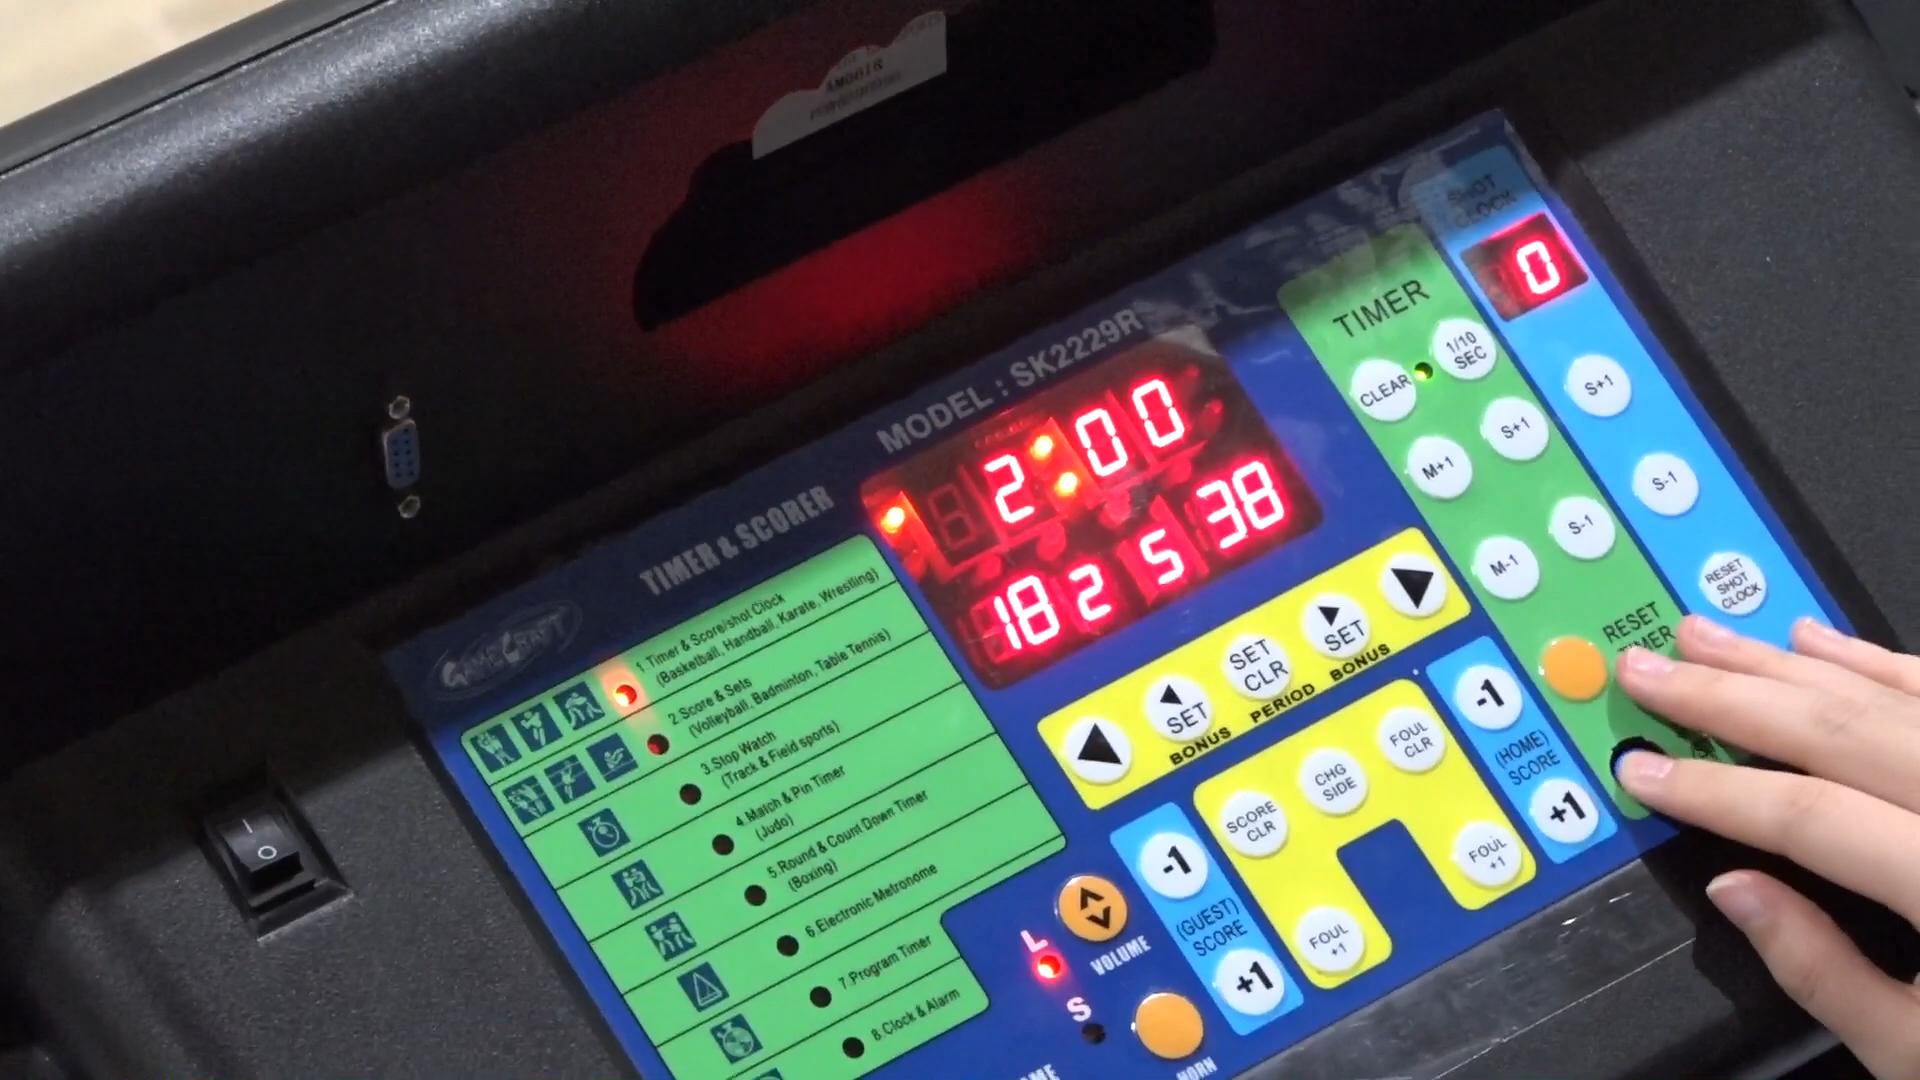 AM0018
SHOT
CLOCK
0
TIMER
CLEAR
1/10
SEC
S+1
M+1
S+1
S-1
S-1
M-1
RESET
SHOT
CLOCK
RESET
TIMER
MODEL : SK2229R
TIMER & SCORER
2:00
18 2 5 38
GAMECRAFT
1.Timer & Score/shot Clock
(Basketball, Handball, Karate, Wrestling)
2.Score & Sets
(Volleyball, Badminton, Table Tennis)
3.Stop Watch
(Track & Field sports)
4.Match & Pin Timer
(Judo)
5.Round & Count Down Timer
(Boxing)
6.Electronic Metronome
7.Program Timer
8.Clock & Alarm
SET
BONUS
SET
CLR
PERIOD
SET
BONUS
SCORE
CLR
CHG
SIDE
FOUL
CLR
FOUL
+1
FOUL
+1
-1
(GUEST)
SCORE
+1
-1
(HOME)
SCORE
+1
L
VOLUME
S
HORN